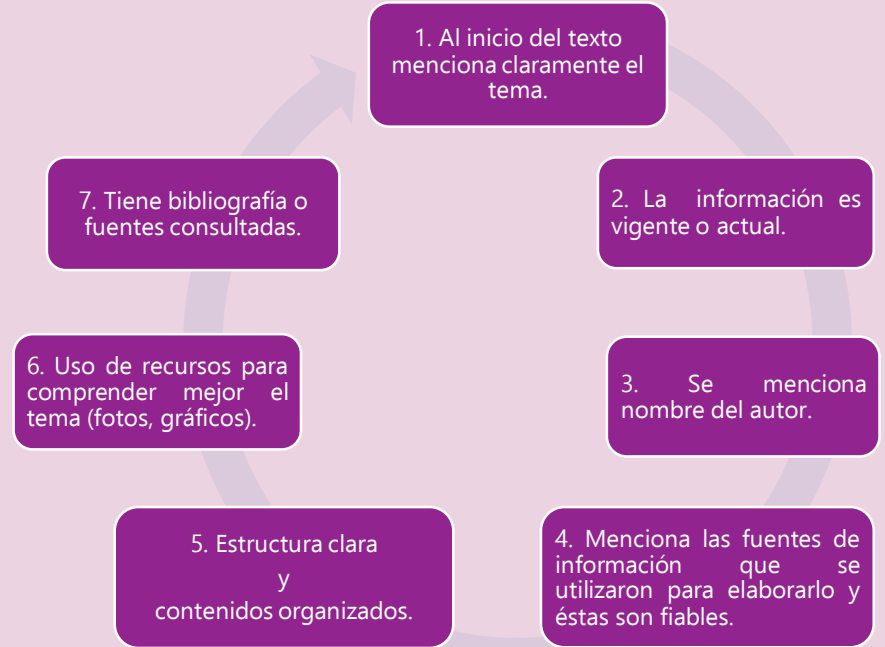 1. Al inicio del texto
menciona claramente el
tema.
2. La información es
vigente o actual.
3. Se menciona
nombre del autor.
4. Menciona las fuentes de
información que se
utilizaron para elaborarlo y
éstas son fiables.
5. Estructura clara
y
contenidos organizados.
6. Uso de recursos para
comprender mejor el
tema (fotos, gráficos).
7. Tiene bibliografía o
fuentes consultadas.